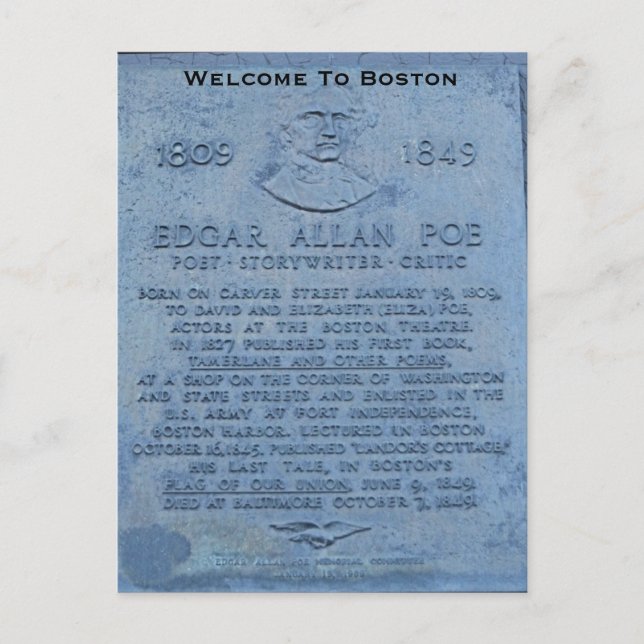 Welcome To Boston
1809 1849
EDGAR ALLAN POE
POET · STORYWRITER · CRITIC
BORN ON CARVER STREET JANUARY 19, 1809,
TO DAVID AND ELIZABETH (ELIZA) POE,
ACTORS AT THE BOSTON THEATRE.
IN 1827 PUBLISHED HIS FIRST BOOK,
TAMERLANE AND OTHER POEMS,
AT A SHOP ON THE CORNER OF WASHINGTON
AND STATE STREETS AND ENLISTED IN THE
U.S. ARMY AT FORT INDEPENDENCE,
BOSTON HARBOR. LECTURED IN BOSTON
OCTOBER 16, 1845. PUBLISHED "LANDOR'S COTTAGE,"
HIS LAST TALE, IN BOSTON'S
FLAG OF OUR UNION, JUNE 9, 1849.
DIED AT BALTIMORE OCTOBER 7, 1849.
EDGAR ALLAN POE MEMORIAL COMMITTEE
JANUARY 19, 1989